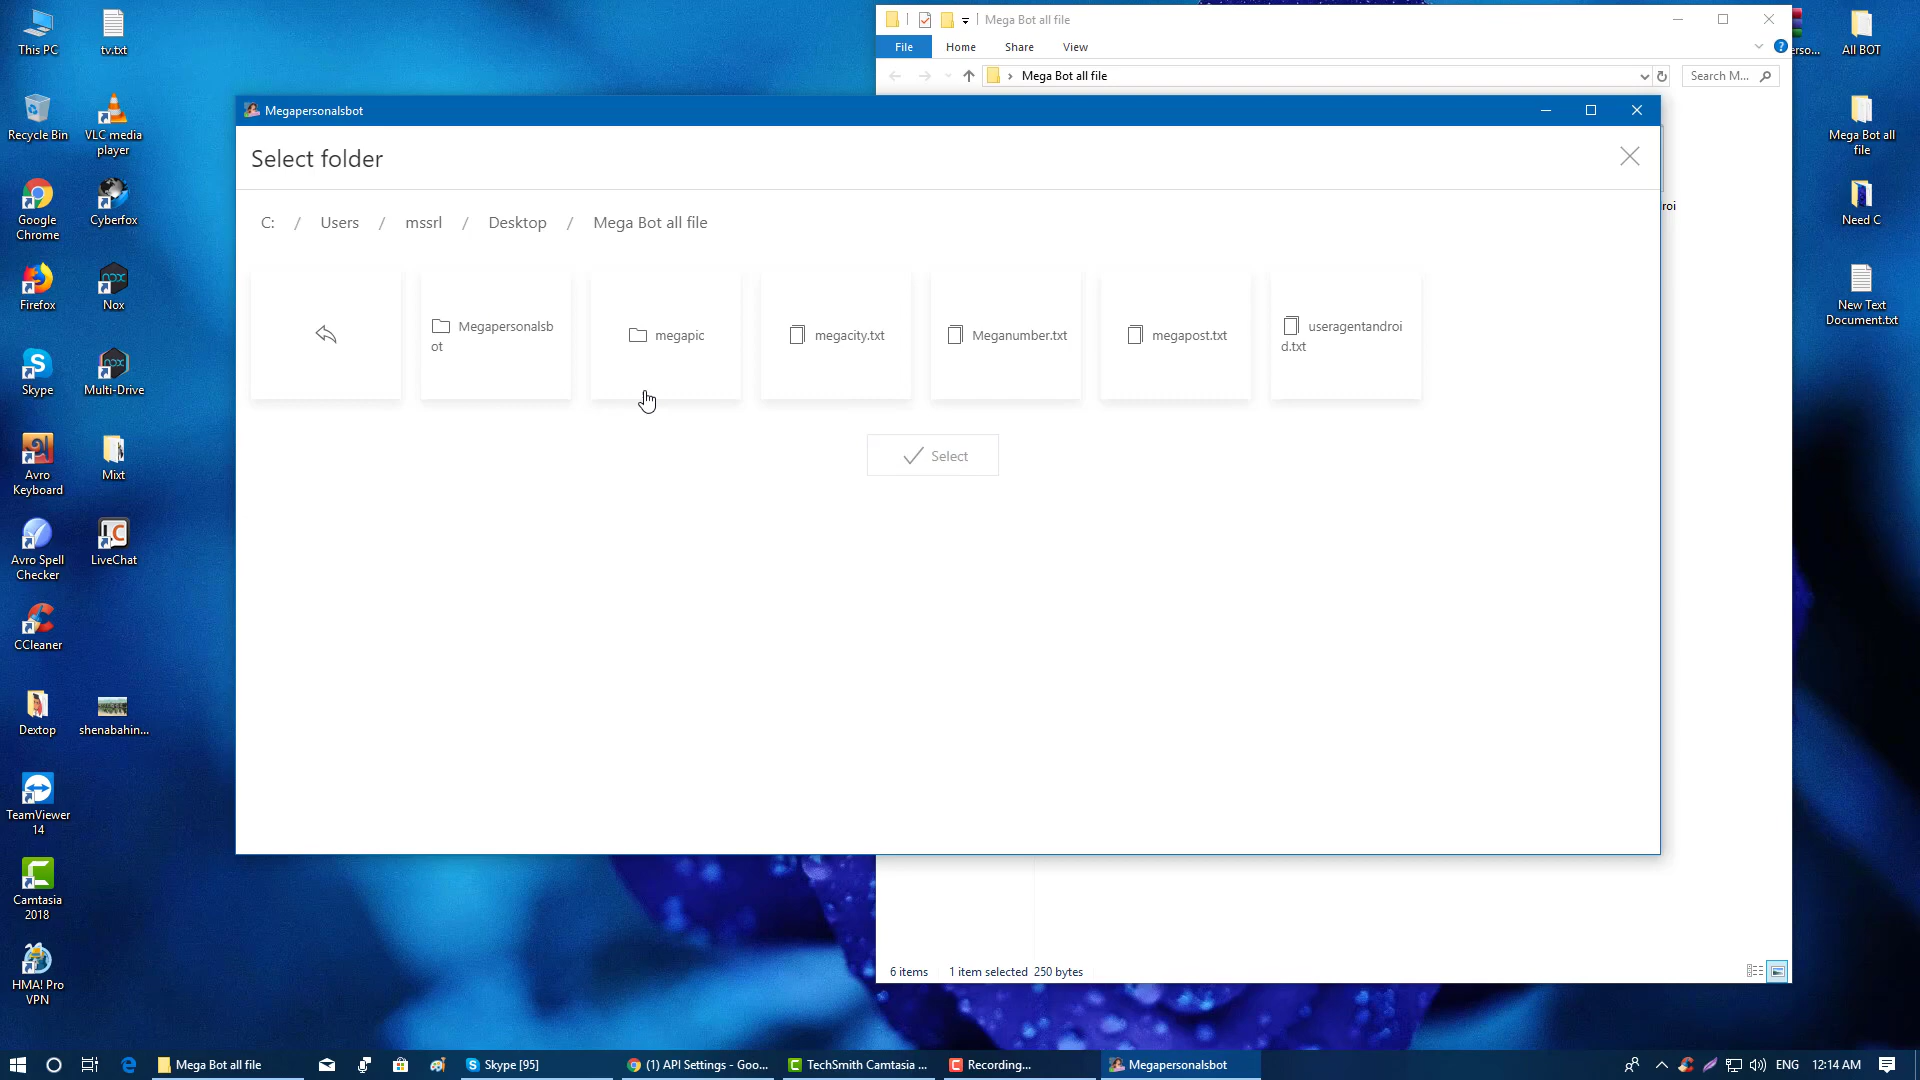 This PC
tv.txt
Recycle Bin
VLC media
player
Google
Chrome
Cyberfox
Firefox
Nox
Skype
Multi-Drive
Avro
Keyboard
Mixt
Avro Spell
Checker
LiveChat
CCleaner
Dextop
shenabahin...
TeamViewer
14
Camtasia
2018
HMA! Pro
VPN
Mega Bot all file
File
Home
Share
View
Mega Bot all file
Search M...
Megapersonalsbot
Select folder
C: / Users / mssrl / Desktop / Mega Bot all file
Megapersonalsb
ot
megapic
megacity.txt
Meganumber.txt
megapost.txt
useragentandroi
d.txt
Select
roi
6 items
1 item selected 250 bytes
erso...
All BOT
Mega Bot all
file
Need C
New Text
Document.txt
Mega Bot all file
Skype [95]
(1) API Settings - Goo...
TechSmith Camtasia ...
Recording...
Megapersonalsbot
ENG
12:14 AM